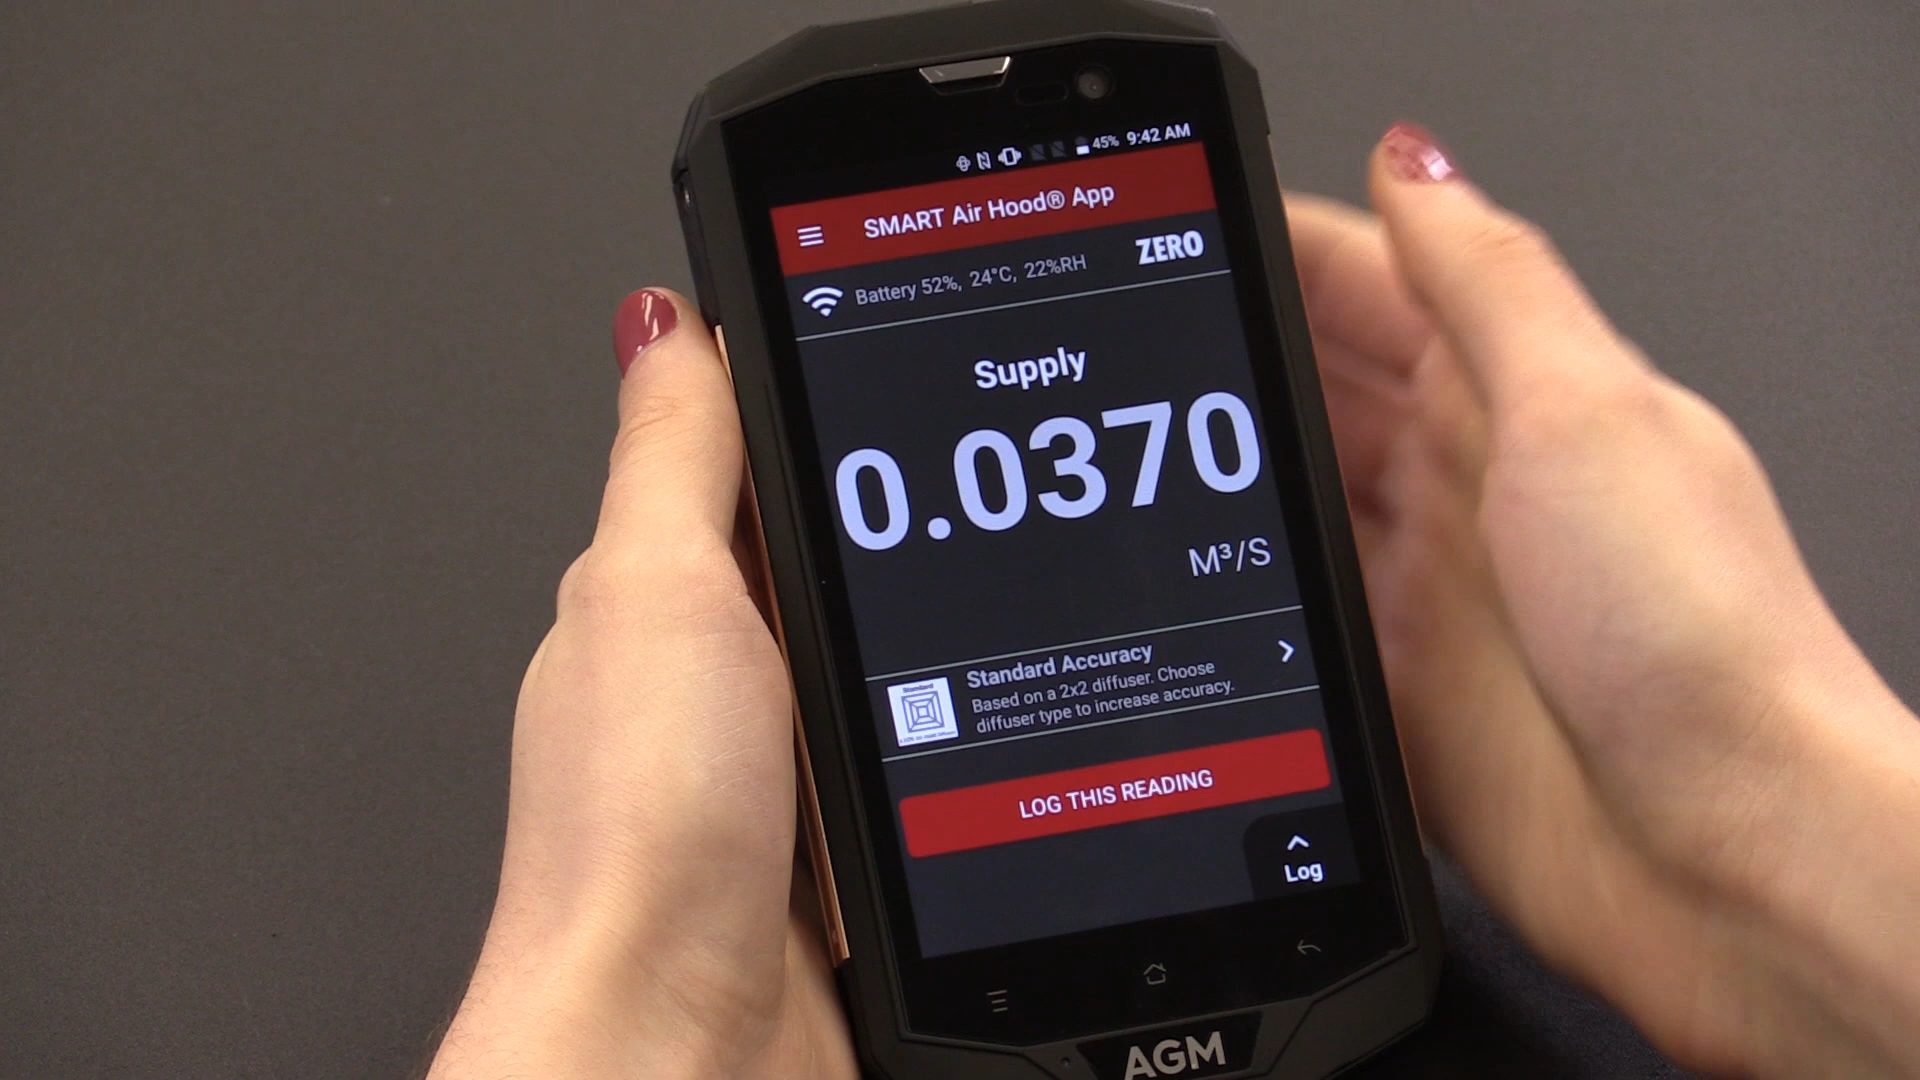 45% 9:42 AM
SMART Air Hood® App
Battery 52%, 24°C, 22%RH
ZERO
Supply
0.0370
M³/S
Standard
Standard Accuracy
Based on a 2x2 diffuser. Choose
diffuser type to increase accuracy.
LOG THIS READING
Log
AGM